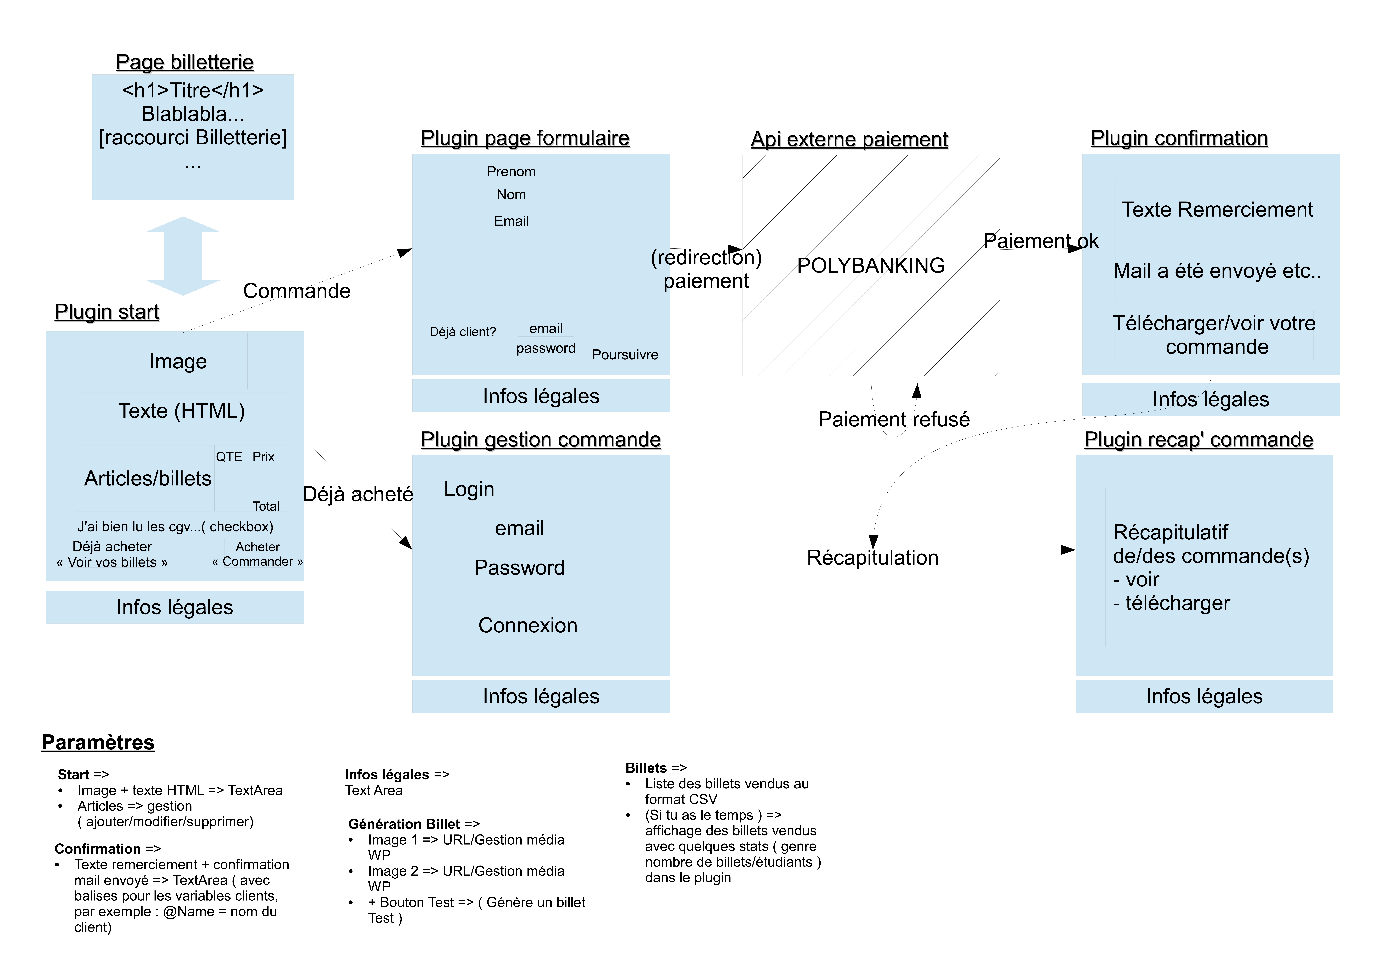 Page billetterie
<h1>Titre</h1>
Blablabla...
[raccourci Billetterie]
...
Plugin start
Image
Texte (HTML)
QTE Prix
Articles/billets
Total
J'ai bien lu les cgv...( checkbox)
Déjà acheter
« Voir vos billets »
Acheter
« Commander »
Infos légales
Commande
Déjà acheté
Plugin page formulaire
Prenom
Nom
Email
Déjà client?
email
password
Poursuivre
Infos légales
Plugin gestion commande
Login
email
Password
Connexion
Infos légales
(redirection)
paiement
Api externe paiement
POLYBANKING
Paiement refusé
Paiement ok
Plugin confirmation
Texte Remerciement
Mail a été envoyé etc..
Télécharger/voir votre
commande
Infos légales
Récapitulation
Plugin recap' commande
Récapitulatif
de/des commande(s)
- voir
- télécharger
Infos légales
Paramètres
Start =>
• Image + texte HTML => TextArea
• Articles => gestion
( ajouter/modifier/supprimer)
Confirmation =>
• Texte remerciement + confirmation
mail envoyé => TextArea ( avec
balises pour les variables clients,
par exemple : @Name = nom du
client)
Infos légales =>
Text Area
Génération Billet =>
• Image 1 => URL/Gestion média
WP
• Image 2 => URL/Gestion média
WP
• + Bouton Test => ( Génère un billet
Test )
Billets =>
• Liste des billets vendus au
format CSV
• (Si tu as le temps ) =>
affichage des billets vendus
avec quelques stats ( genre
nombre de billets/étudiants )
dans le plugin